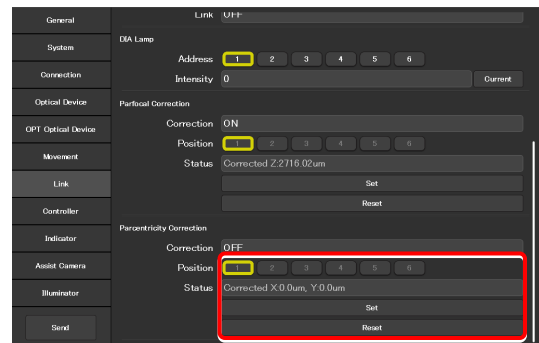 General
System
Connection
Optical Device
OPT Optical Device
Movement
Link
Controller
Indicator
Assist Camera
Illuminator
Send
Link OFF
DIA Lamp
Address 1 2 3 4 5 6
Intensity 0 Current
Parfocal Correction
Correction ON
Position 1 2 3 4 5 6
Status Corrected Z:2716.02um
Set
Reset
Parcentricity Correction
Correction OFF
Position 1 2 3 4 5 6
Status Corrected X:0.0um, Y:0.0um
Set
Reset